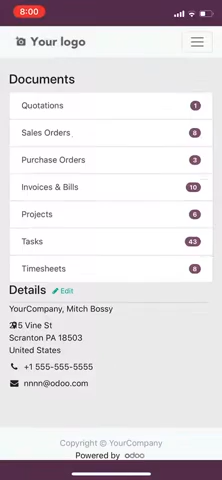 8:00
Your logo
Documents
Quotations 1
Sales Orders 8
Purchase Orders 3
Invoices & Bills 10
Projects 6
Tasks 43
Timesheets 8
Details Edit
YourCompany, Mitch Bossy
5 Vine St
Scranton PA 18503
United States
+1 555-555-5555
nnnn@odoo.com
Copyright © YourCompany
Powered by odoo